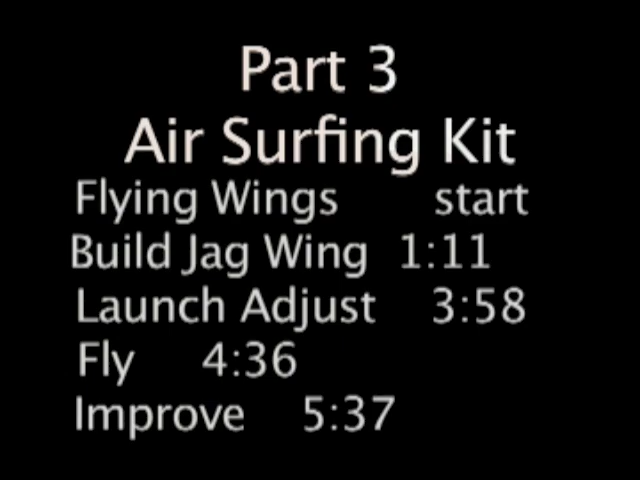 Part 3
Air Surfing Kit
Flying Wings start
Build Jag Wing 1:11
Launch Adjust 3:58
Fly 4:36
Improve 5:37